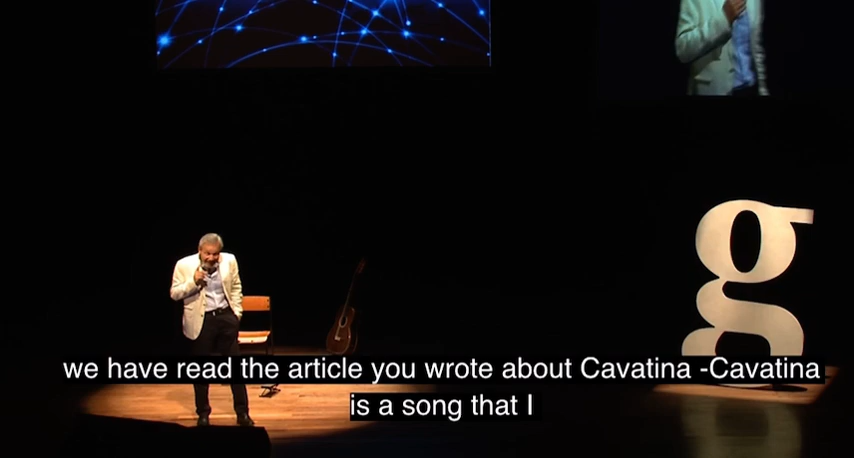 g
we have read the article you wrote about Cavatina -Cavatina
is a song that I